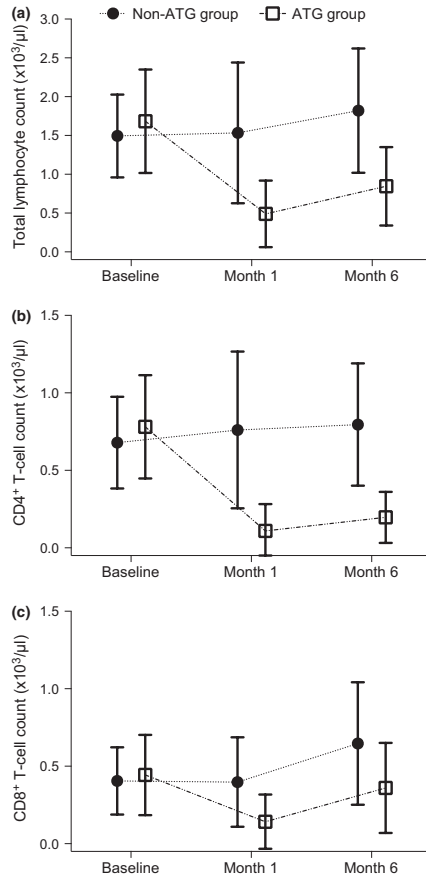 (a)
Non-ATG group
ATG group
Total lymphocyte count (x10³/µl)
3.0
2.5
2.0
1.5
1.0
0.5
0.0
Baseline
Month 1
Month 6
(b)
CD4⁺ T-cell count (x10³/µl)
1.5
1.0
0.5
0.0
Baseline
Month 1
Month 6
(c)
CD8⁺ T-cell count (x10³/µl)
1.5
1.0
0.5
0.0
Baseline
Month 1
Month 6